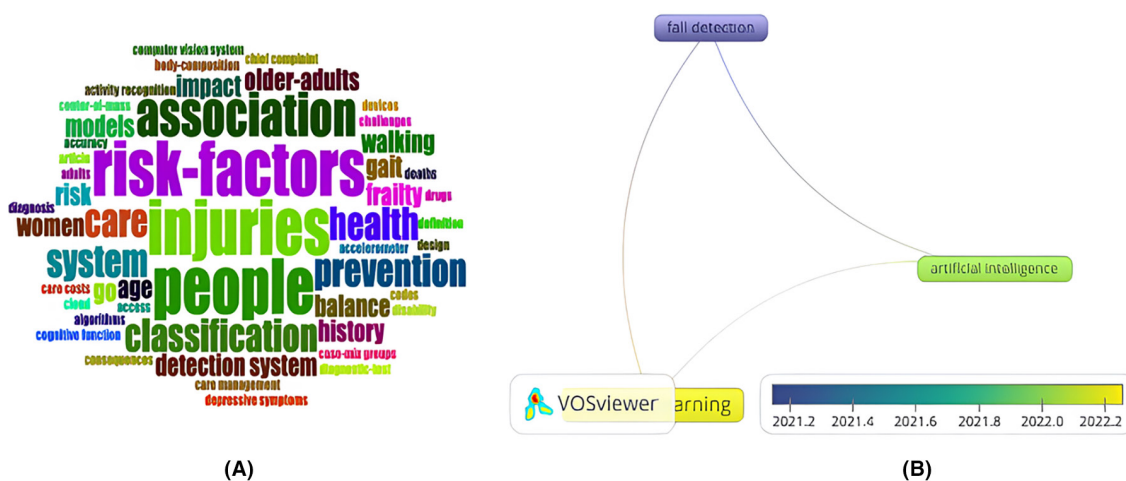 computer vision system
body-composition chief complaint
activity recognition impact older-adults
center-of-mass association devices
models challenges
accuracy walking
article risk-factors gait deaths
adults
risk frailty drugs
diagnosis injuries
women care health definition
accelerometer design
system prevention
care costs people
cloud go age balance codes
access disability
algorithms
cognitive function classification history
consequences detection system case-mix groups
diagnostic-test
care management
depressive symptoms
(A)
fall detection
artificial intelligence
VOSviewer arning
2021.2 2021.4 2021.6 2021.8 2022.0 2022.2
(B)